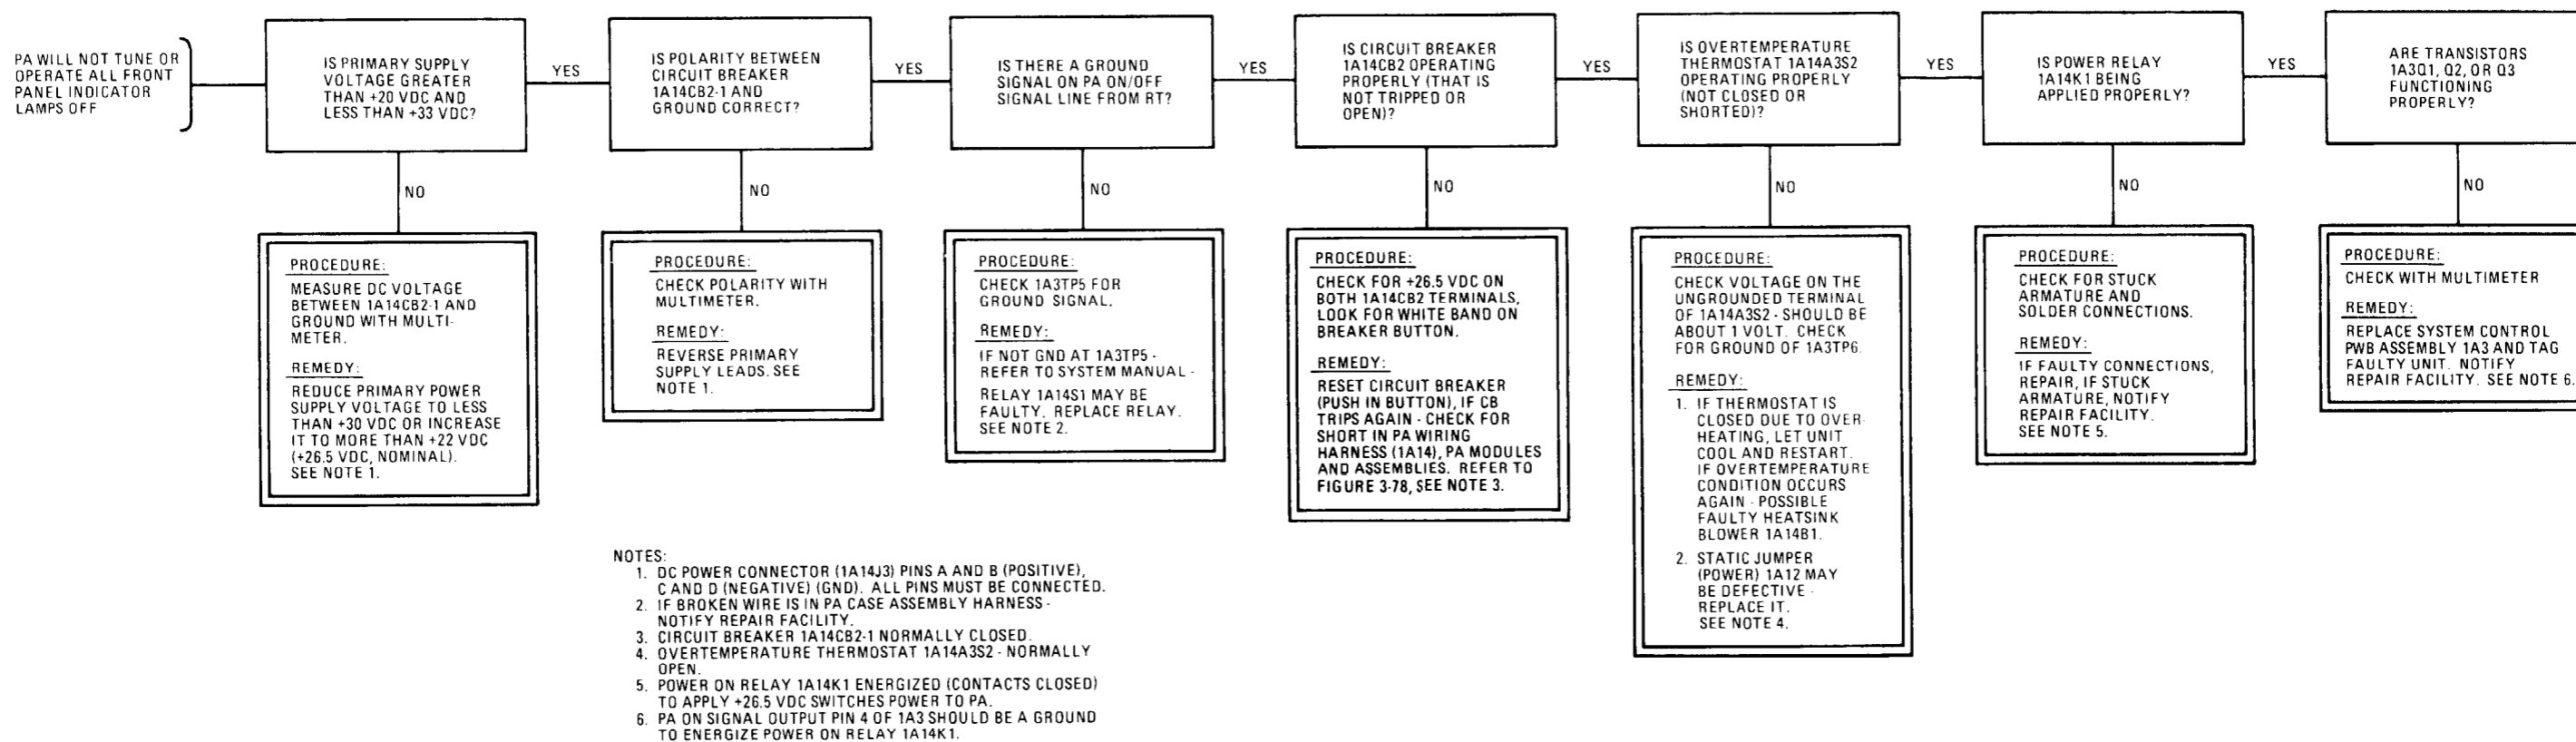 PA WILL NOT TUNE OR
OPERATE ALL FRONT
PANEL INDICATOR
LAMPS OFF
IS PRIMARY SUPPLY
VOLTAGE GREATER
THAN +20 VDC AND
LESS THAN +33 VDC?
YES
IS POLARITY BETWEEN
CIRCUIT BREAKER
1A14CB2-1 AND
GROUND CORRECT?
YES
IS THERE A GROUND
SIGNAL ON PA ON/OFF
SIGNAL LINE FROM RT?
YES
IS CIRCUIT BREAKER
1A14CB2 OPERATING
PROPERLY (THAT IS
NOT TRIPPED OR
OPEN)?
YES
IS OVERTEMPERATURE
THERMOSTAT 1A14A3S2
OPERATING PROPERLY
(NOT CLOSED OR
SHORTED)?
YES
IS POWER RELAY
1A14K1 BEING
APPLIED PROPERLY?
YES
ARE TRANSISTORS
1A3Q1, Q2, OR Q3
FUNCTIONING
PROPERLY?
NO
NO
NO
NO
NO
NO
NO
PROCEDURE:
MEASURE DC VOLTAGE
BETWEEN 1A14CB2-1 AND
GROUND WITH MULTI-
METER.
REMEDY:
REDUCE PRIMARY POWER
SUPPLY VOLTAGE TO LESS
THAN +30 VDC OR INCREASE
IT TO MORE THAN +22 VDC
(+26.5 VDC, NOMINAL).
SEE NOTE 1.
PROCEDURE:
CHECK POLARITY WITH
MULTIMETER.
REMEDY:
REVERSE PRIMARY
SUPPLY LEADS. SEE
NOTE 1.
PROCEDURE:
CHECK 1A3TP5 FOR
GROUND SIGNAL.
REMEDY:
IF NOT GND AT 1A3TP5 -
REFER TO SYSTEM MANUAL -
RELAY 1A14S1 MAY BE
FAULTY. REPLACE RELAY.
SEE NOTE 2.
PROCEDURE:
CHECK FOR +26.5 VDC ON
BOTH 1A14CB2 TERMINALS,
LOOK FOR WHITE BAND ON
BREAKER BUTTON.
REMEDY:
RESET CIRCUIT BREAKER
(PUSH IN BUTTON), IF CB
TRIPS AGAIN - CHECK FOR
SHORT IN PA WIRING
HARNESS (1A14), PA MODULES
AND ASSEMBLIES. REFER TO
FIGURE 3-78, SEE NOTE 3.
PROCEDURE:
CHECK VOLTAGE ON THE
UNGROUNDED TERMINAL
OF 1A14A3S2 - SHOULD BE
ABOUT 1 VOLT. CHECK
FOR GROUND OF 1A3TP6.
REMEDY:
1. IF THERMOSTAT IS
CLOSED DUE TO OVER-
HEATING, LET UNIT
COOL AND RESTART.
IF OVERTEMPERATURE
CONDITION OCCURS
AGAIN - POSSIBLE
FAULTY HEATSINK
BLOWER 1A14B1.
2. STATIC JUMPER
(POWER) 1A12 MAY
BE DEFECTIVE -
REPLACE IT.
SEE NOTE 4.
PROCEDURE:
CHECK FOR STUCK
ARMATURE AND
SOLDER CONNECTIONS.
REMEDY:
IF FAULTY CONNECTIONS,
REPAIR, IF STUCK
ARMATURE, NOTIFY
REPAIR FACILITY.
SEE NOTE 5.
PROCEDURE:
CHECK WITH MULTIMETER
REMEDY:
REPLACE SYSTEM CONTROL
PWB ASSEMBLY 1A3 AND TAG
FAULTY UNIT. NOTIFY
REPAIR FACILITY. SEE NOTE 6.
NOTES:
1. DC POWER CONNECTOR (1A14J3) PINS A AND B (POSITIVE),
C AND D (NEGATIVE) (GND). ALL PINS MUST BE CONNECTED.
2. IF BROKEN WIRE IS IN PA CASE ASSEMBLY HARNESS -
NOTIFY REPAIR FACILITY.
3. CIRCUIT BREAKER 1A14CB2-1 NORMALLY CLOSED.
4. OVERTEMPERATURE THERMOSTAT 1A14A3S2 - NORMALLY
OPEN.
5. POWER ON RELAY 1A14K1 ENERGIZED (CONTACTS CLOSED)
TO APPLY +26.5 VDC SWITCHES POWER TO PA.
6. PA ON SIGNAL OUTPUT PIN 4 OF 1A3 SHOULD BE A GROUND
TO ENERGIZE POWER ON RELAY 1A14K1.